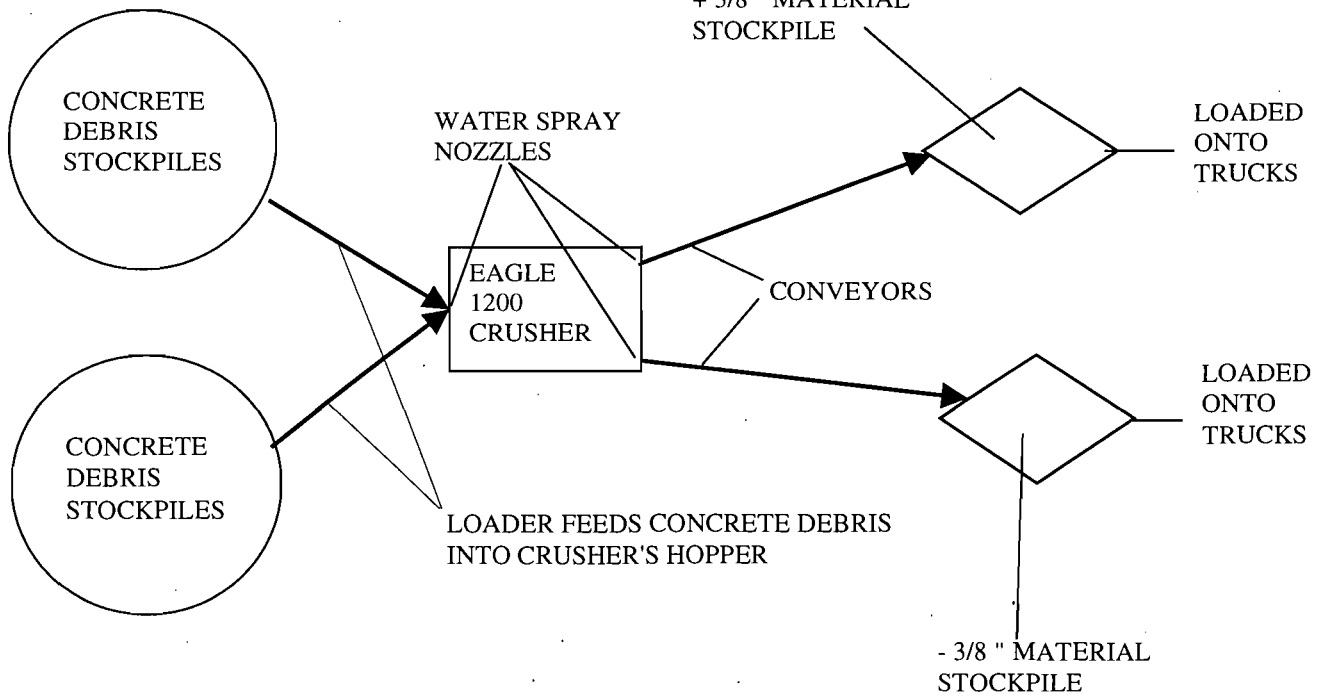 + 3/8 " MATERIAL
STOCKPILE
CONCRETE
DEBRIS
STOCKPILES
WATER SPRAY
NOZZLES
LOADED
ONTO
TRUCKS
EAGLE
1200
CRUSHER
CONVEYORS
LOADED
ONTO
TRUCKS
CONCRETE
DEBRIS
STOCKPILES
LOADER FEEDS CONCRETE DEBRIS
INTO CRUSHER'S HOPPER
- 3/8 " MATERIAL
STOCKPILE